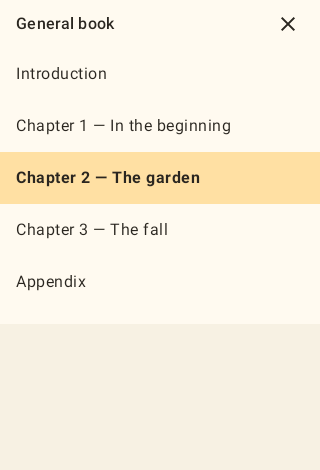 General book
Introduction
Chapter 1 — In the beginning
Chapter 2 — The garden
Chapter 3 — The fall
Appendix